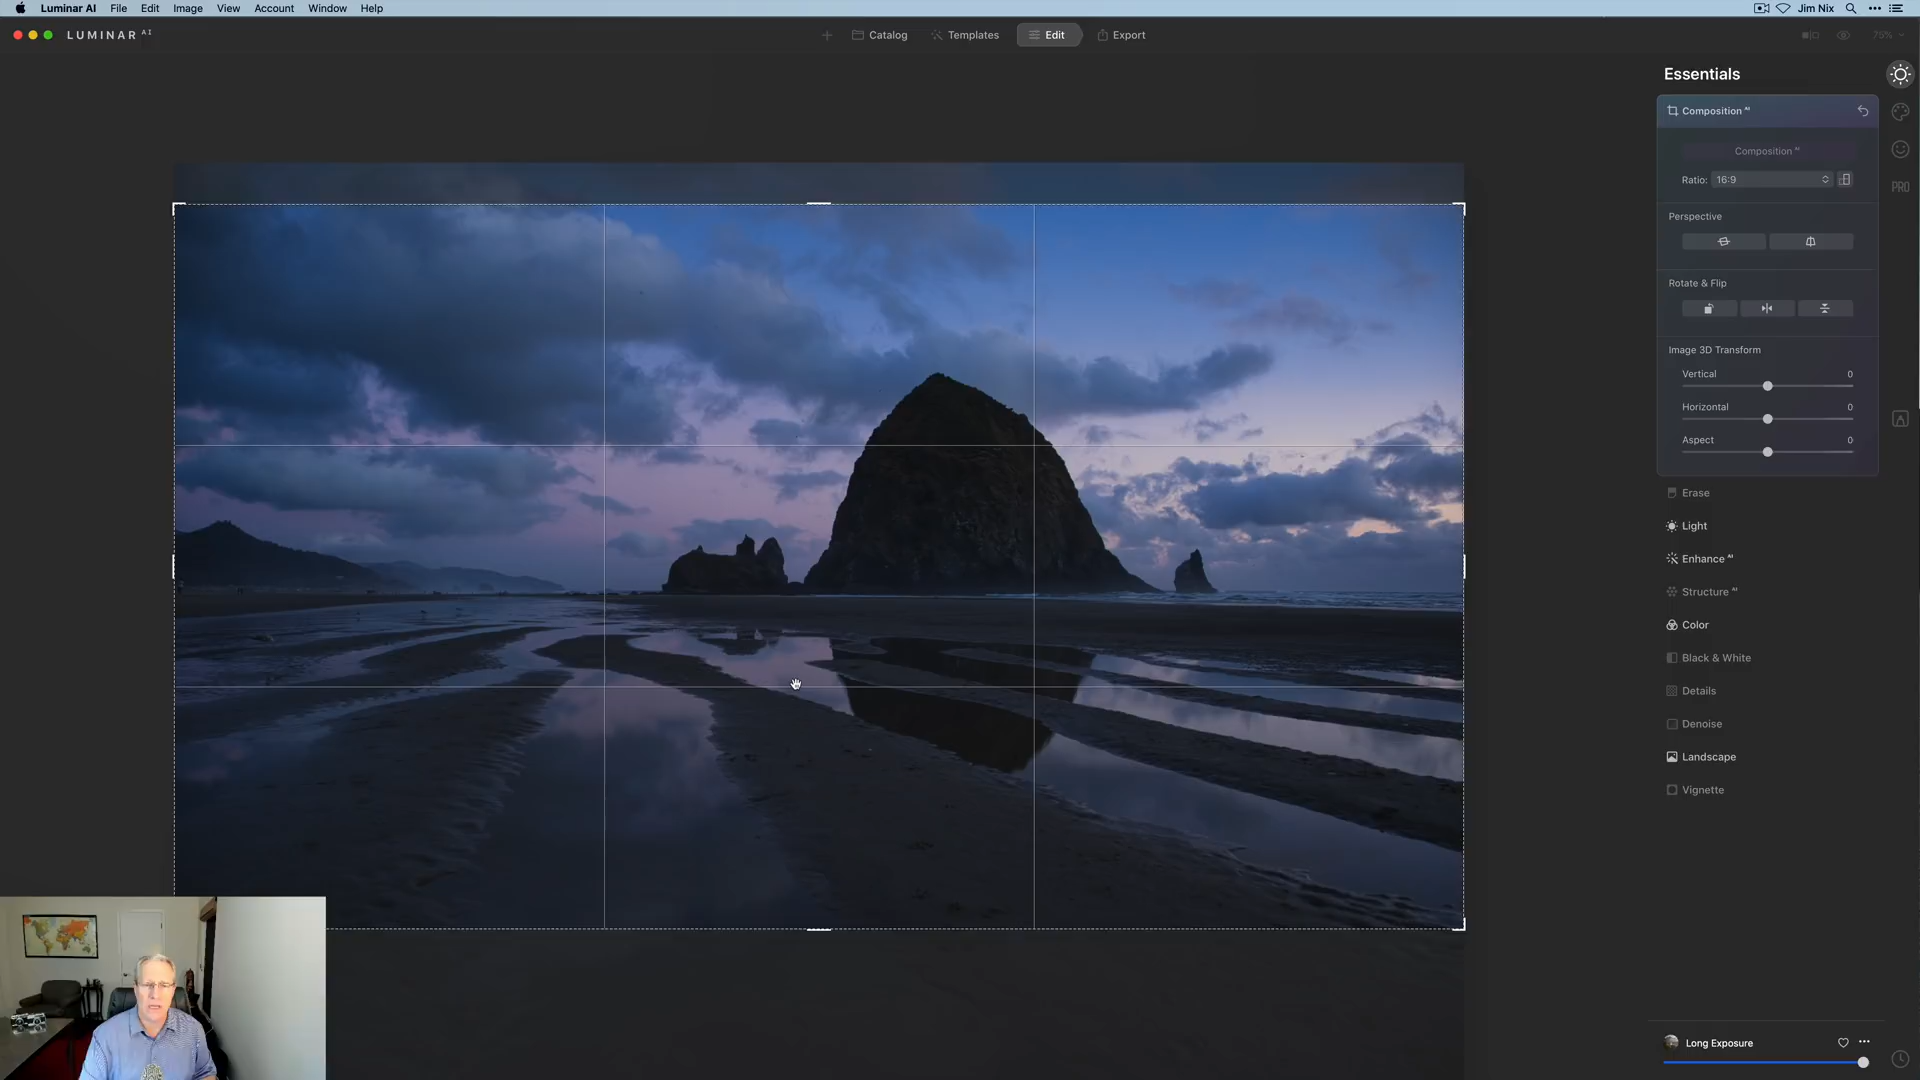 Luminar AI File Edit Image View Account Window Help Jim Nix
LUMINAR AI Catalog Templates Edit Export 75%
Essentials
Composition AI
Composition AI
Ratio: 16:9
Perspective
PRO
Rotate & Flip
Image 3D Transform
Vertical 0
Horizontal 0
Aspect 0
Erase
Light
Enhance AI
Structure AI
Color
Black & White
Details
Denoise
Landscape
Vignette
Long Exposure